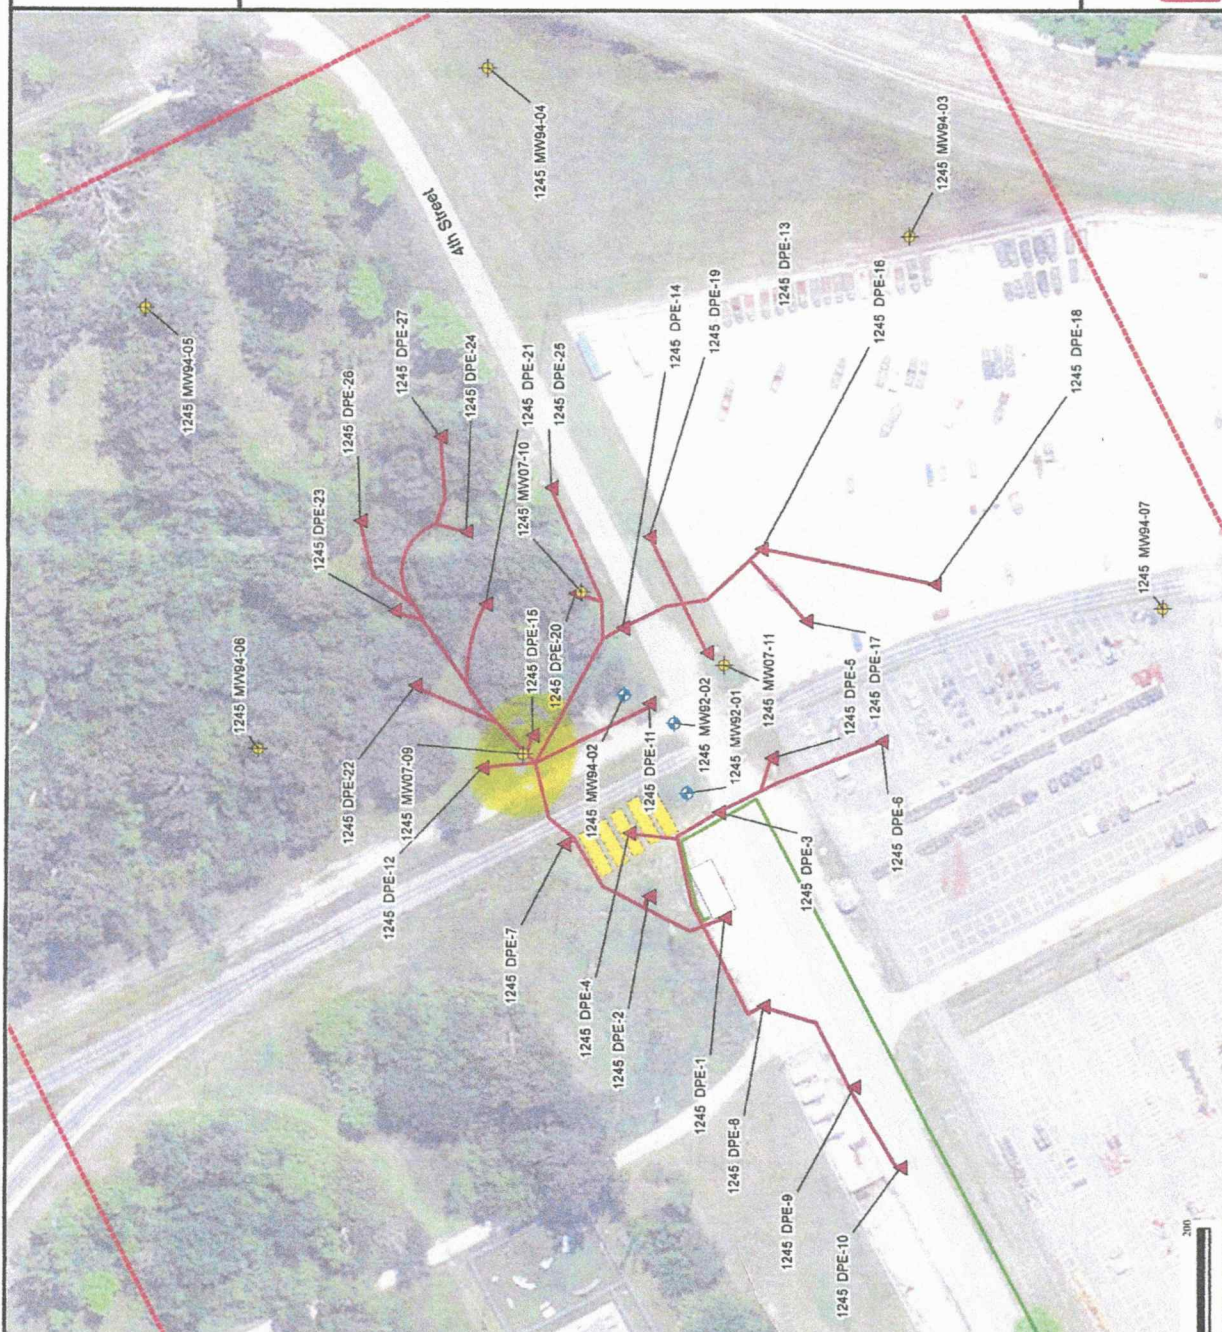 1245 MW94-04
1245 MW94-03
4th Street
1245 MW94-05
1245 DPE-27
1245 DPE-24
1245 DPE-26
1245 DPE-21
1245 DPE-25
1245 DPE-14
1245 DPE-19
1245 DPE-13
1245 DPE-16
1245 DPE-18
1245 DPE-23
1245 MW07-10
1245 MW94-06
1245 DPE-15
1245 DPE-20
1245 MW94-07
1245 DPE-22
1245 MW07-09
1245 MW94-02
1245 DPE-11
1245 MW92-02
1245 MW92-01
1245 MW07-11
1245 DPE-5
1245 DPE-17
1245 DPE-12
1245 DPE-6
1245 DPE-3
1245 DPE-7
1245 DPE-4
1245 DPE-2
1245 DPE-1
1245 DPE-8
1245 DPE-9
1245 DPE-10
200